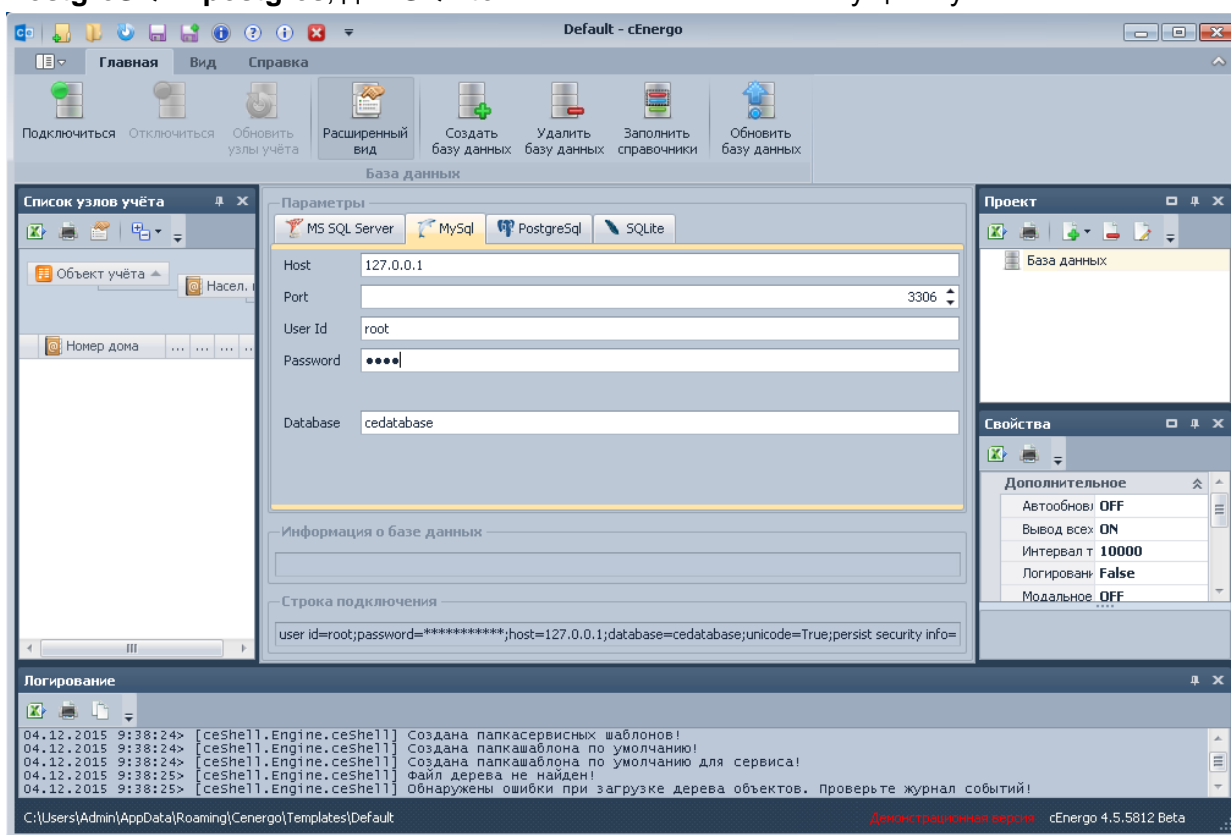 Default - cEnergo
Главная Вид Справка
Подключиться Отключиться Обновить узлы учёта Расширенный вид Создать базу данных Удалить базу данных Заполнить справочники Обновить базу данных
База данных
Список узлов учёта
Объект учёта
Насел.
Номер дома ... ... ... ...
Параметры
MS SQL Server MySql PostgreSql SQLite
Host 127.0.0.1
Port 3306
User Id root
Password ●●●●
Database cedatabase
Информация о базе данных
Строка подключения
user id=root;password=***********;host=127.0.0.1;database=cedatabase;unicode=True;persist security info=
Проект
База данных
Свойства
Дополнительное
Автообновл OFF
Вывод всех ON
Интервал т 10000
Логировани False
Модальное OFF
Логирование
04.12.2015 9:38:24> [ceShell.Engine.ceShell] Создана папкасервисных шаблонов!
04.12.2015 9:38:24> [ceShell.Engine.ceShell] Создана папкашаблона по умолчанию!
04.12.2015 9:38:24> [ceShell.Engine.ceShell] Создана папкашаблона по умолчанию для сервиса!
04.12.2015 9:38:25> [ceShell.Engine.ceShell] Файл дерева не найден!
04.12.2015 9:38:25> [ceShell.Engine.ceShell] Обнаружены ошибки при загрузке дерева объектов. Проверьте журнал событий!
C:\Users\Admin\AppData\Roaming\Cenergo\Templates\Default Демонстрационная версия cEnergo 4.5.5812 Beta